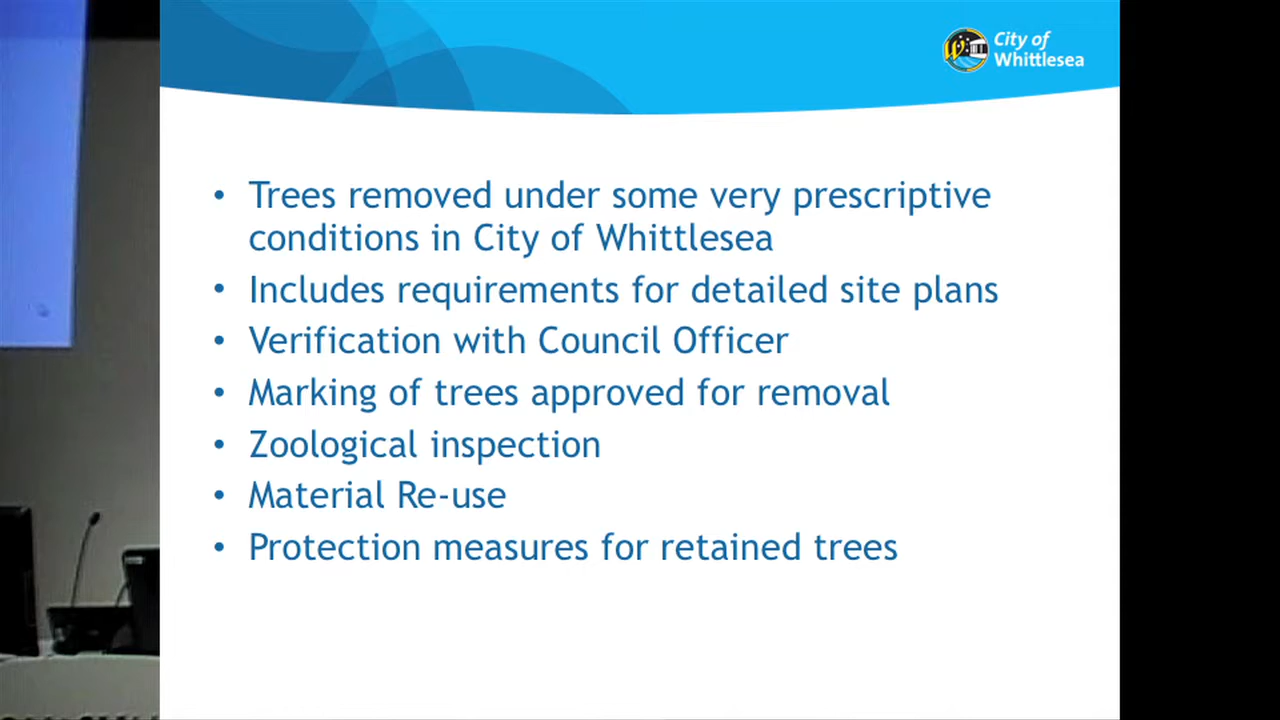 City of
Whittlesea
• Trees removed under some very prescriptive
conditions in City of Whittlesea
• Includes requirements for detailed site plans
• Verification with Council Officer
• Marking of trees approved for removal
• Zoological inspection
• Material Re-use
• Protection measures for retained trees